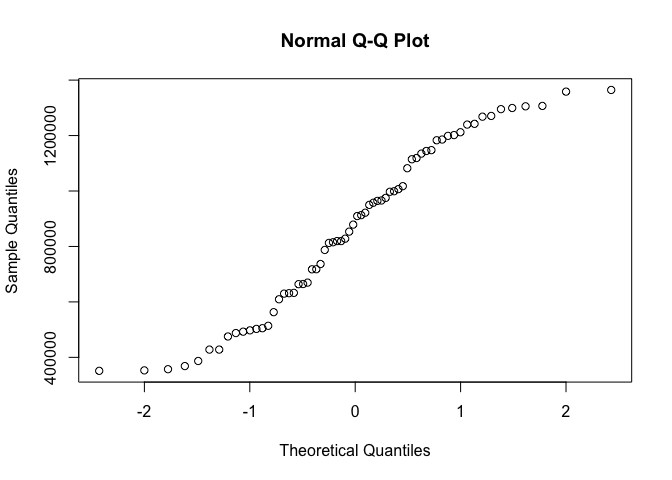 Normal Q-Q Plot
Sample Quantiles
1200000
800000
400000
-2 -1 0 1 2
Theoretical Quantiles